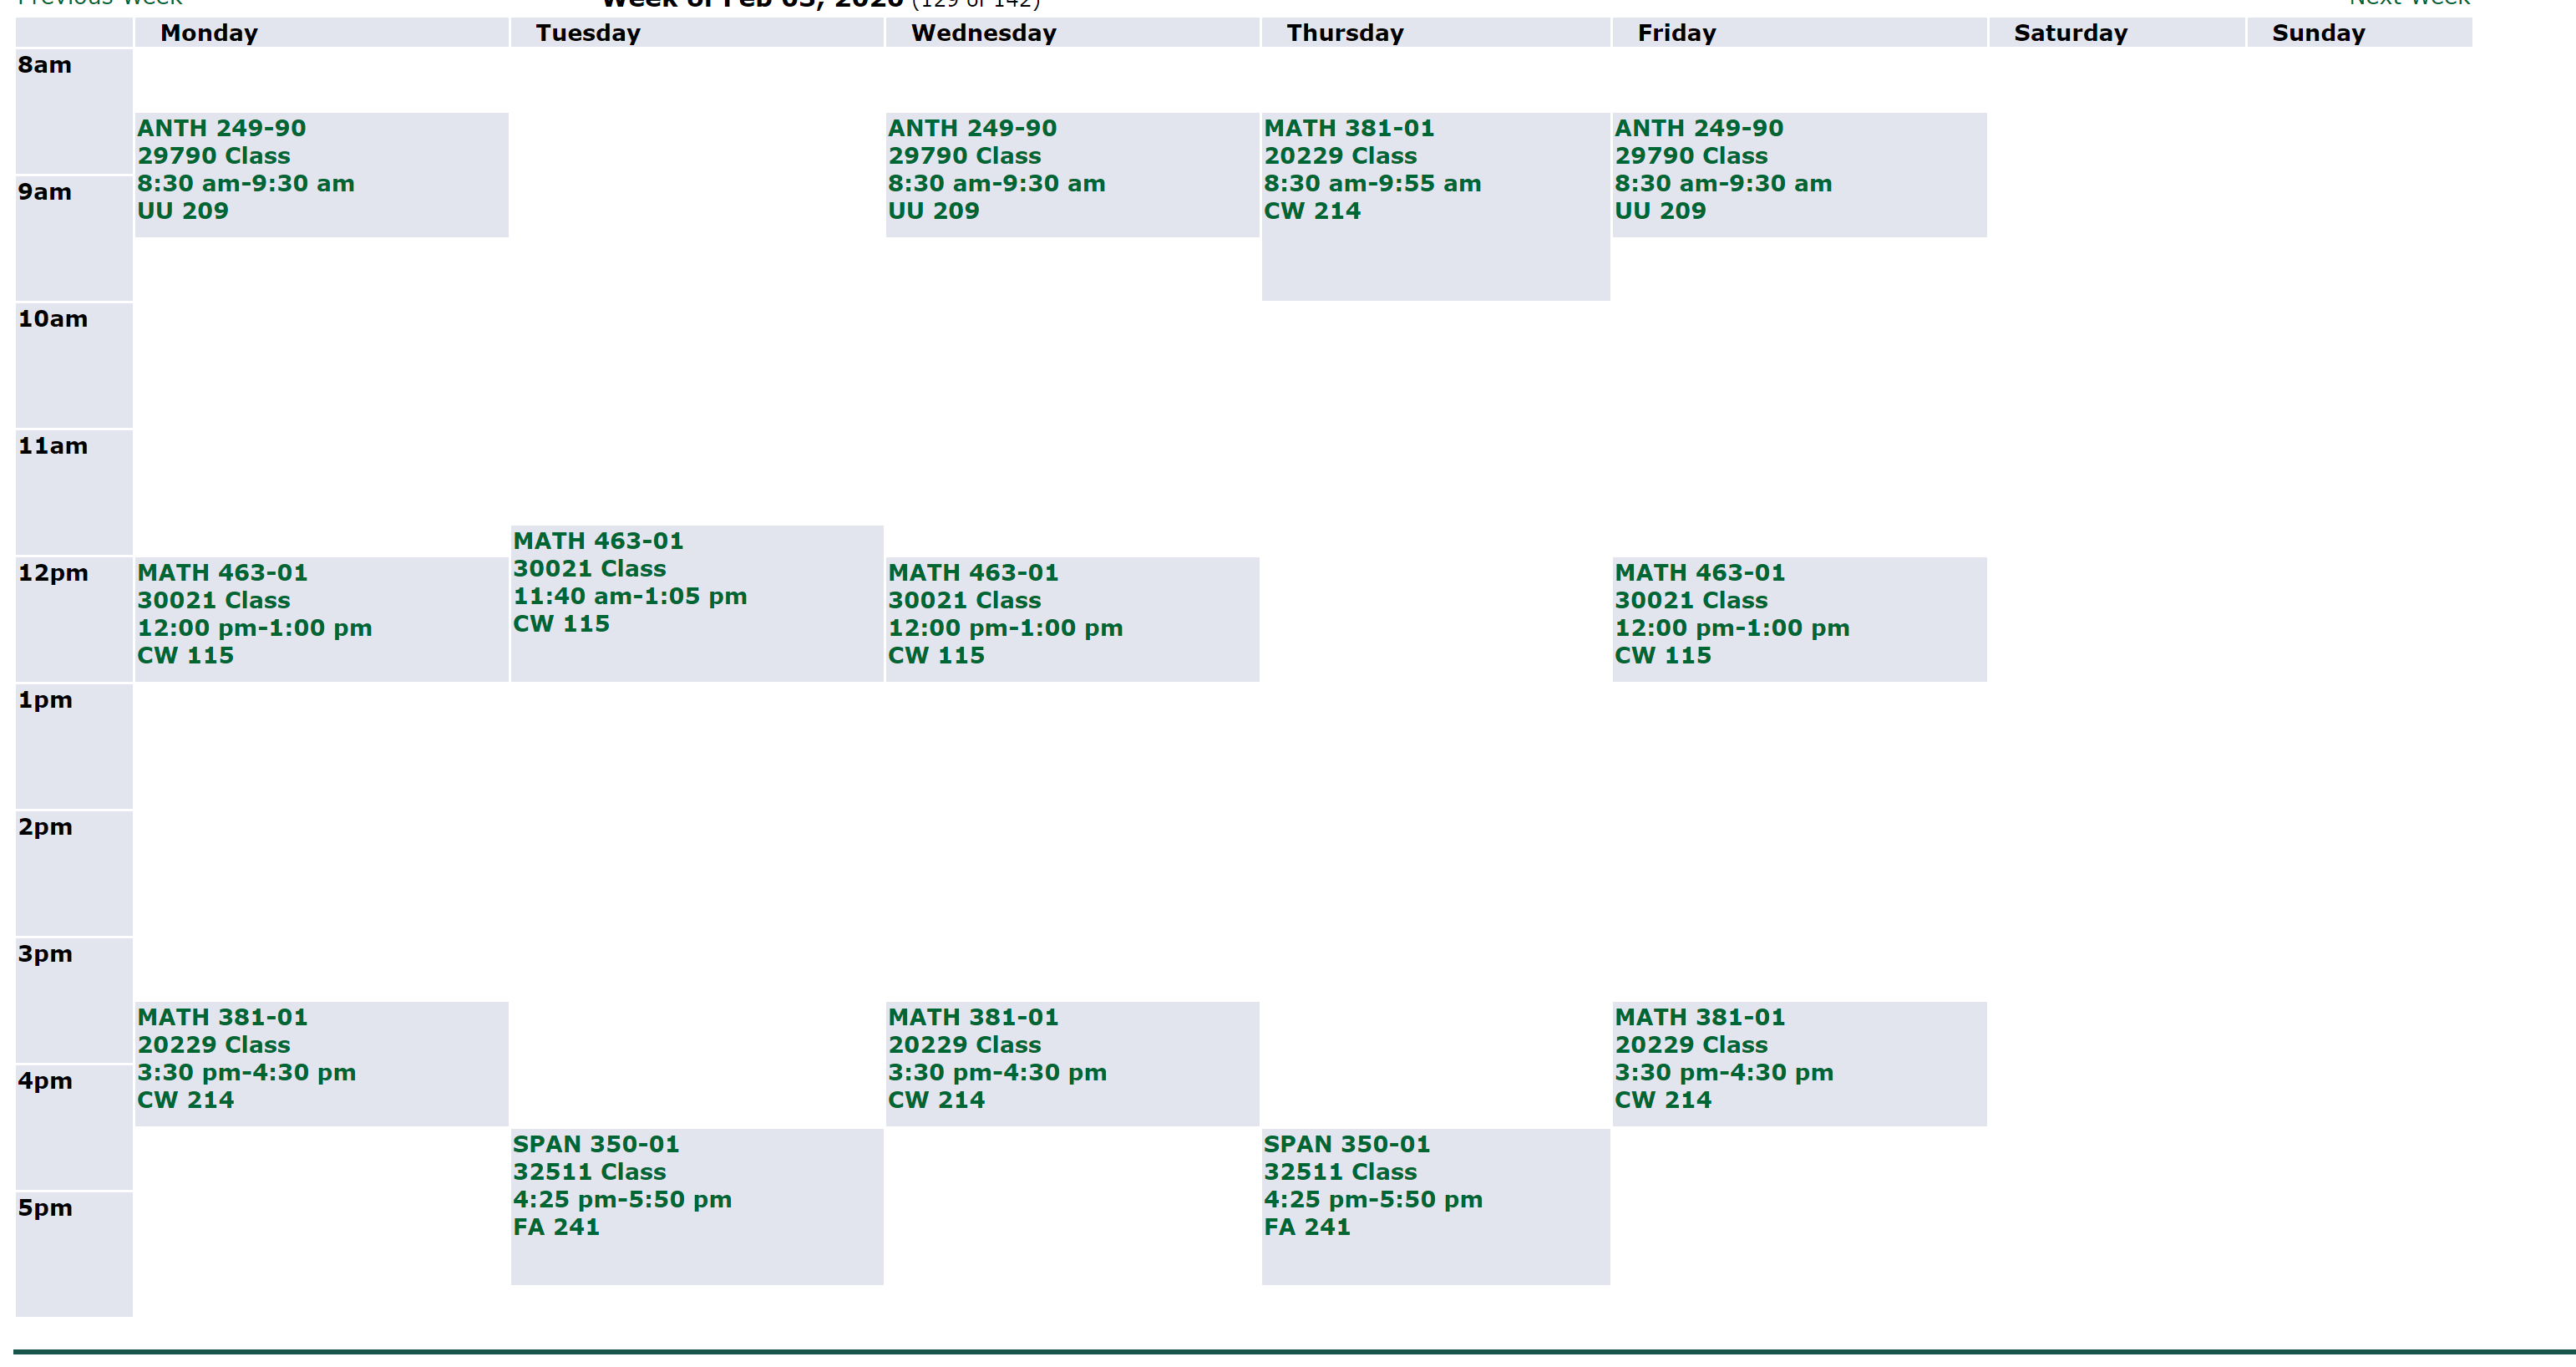 Previous Week Week of Feb 03, 2020 (129 of 142) Next Week
Monday Tuesday Wednesday Thursday Friday Saturday Sunday
8am
ANTH 249-90
29790 Class
8:30 am-9:30 am
UU 209
ANTH 249-90
29790 Class
8:30 am-9:30 am
UU 209
MATH 381-01
20229 Class
8:30 am-9:55 am
CW 214
ANTH 249-90
29790 Class
8:30 am-9:30 am
UU 209
9am
10am
11am
MATH 463-01
30021 Class
11:40 am-1:05 pm
CW 115
12pm
MATH 463-01
30021 Class
12:00 pm-1:00 pm
CW 115
MATH 463-01
30021 Class
12:00 pm-1:00 pm
CW 115
MATH 463-01
30021 Class
12:00 pm-1:00 pm
CW 115
1pm
2pm
3pm
MATH 381-01
20229 Class
3:30 pm-4:30 pm
CW 214
MATH 381-01
20229 Class
3:30 pm-4:30 pm
CW 214
MATH 381-01
20229 Class
3:30 pm-4:30 pm
CW 214
4pm
SPAN 350-01
32511 Class
4:25 pm-5:50 pm
FA 241
SPAN 350-01
32511 Class
4:25 pm-5:50 pm
FA 241
5pm